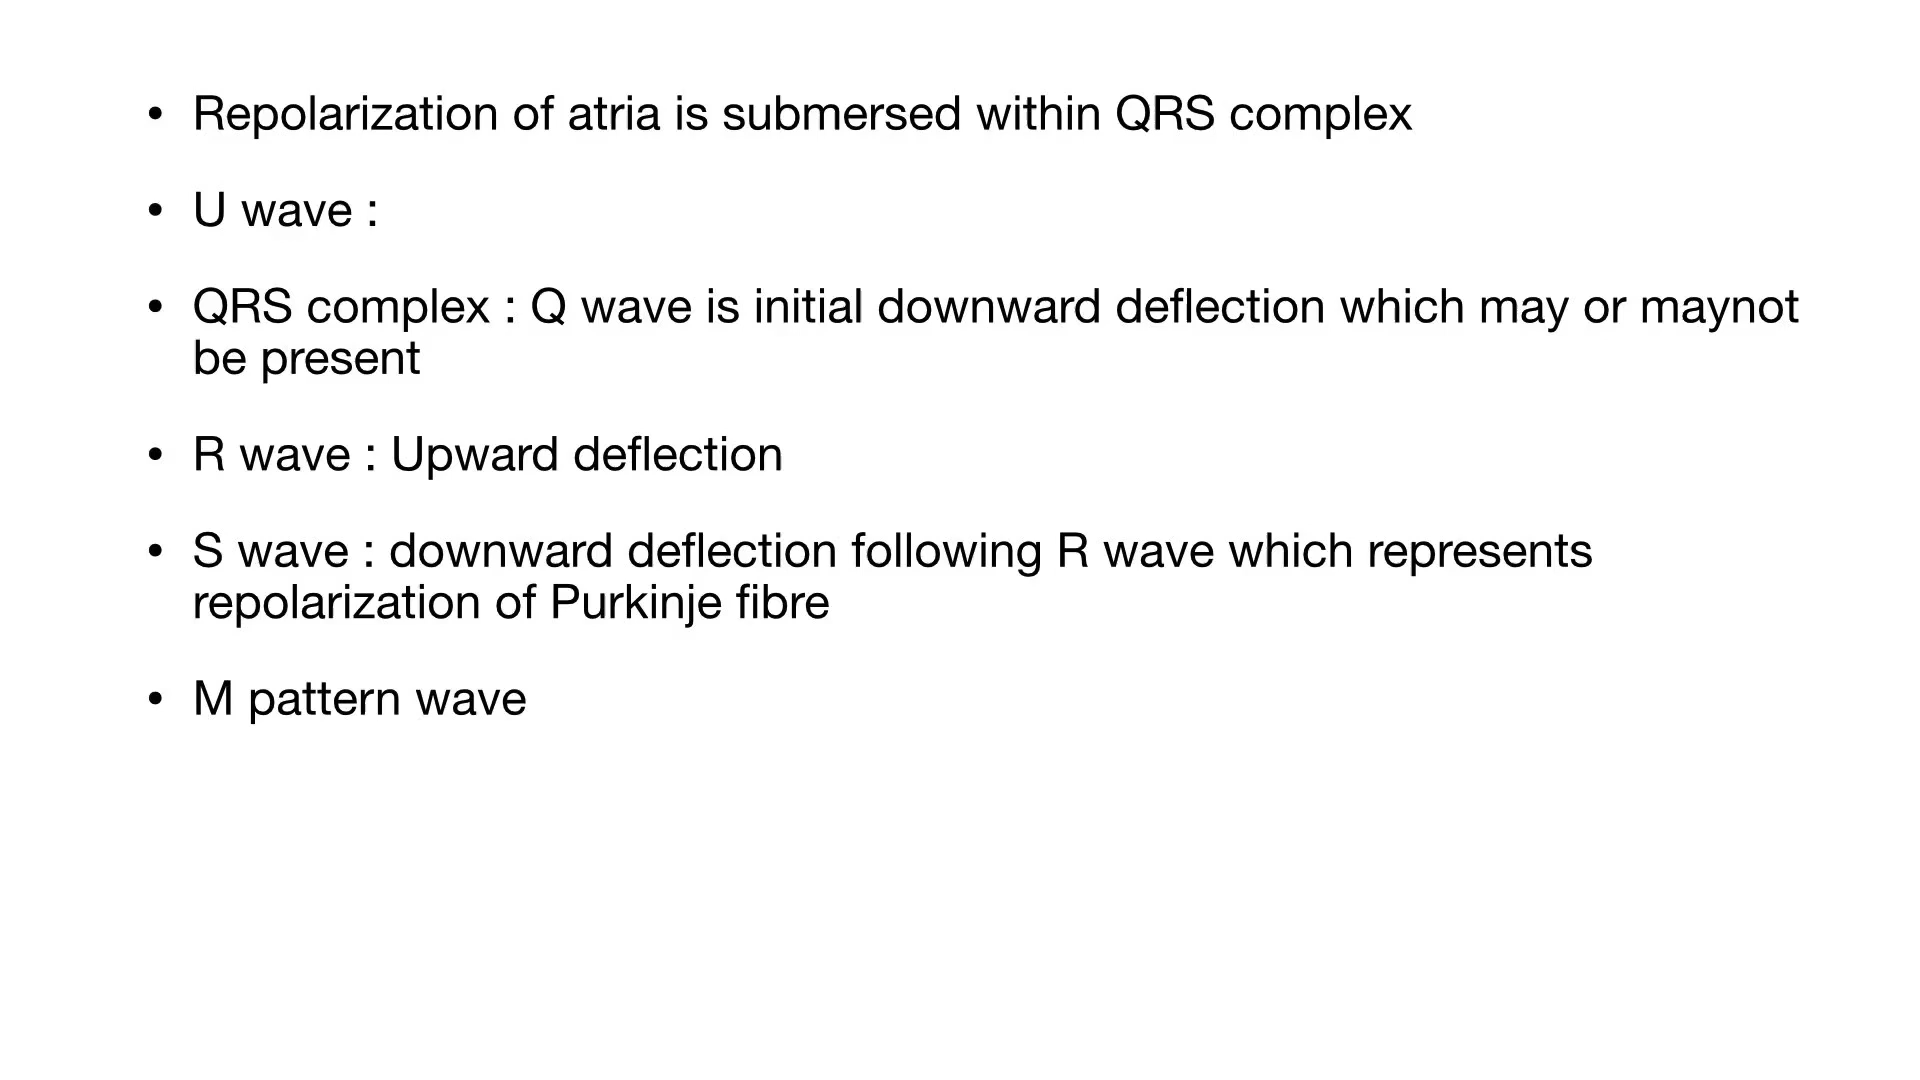 • Repolarization of atria is submersed within QRS complex
• U wave :
• QRS complex : Q wave is initial downward deflection which may or maynot
be present
• R wave : Upward deflection
• S wave : downward deflection following R wave which represents
repolarization of Purkinje fibre
• M pattern wave